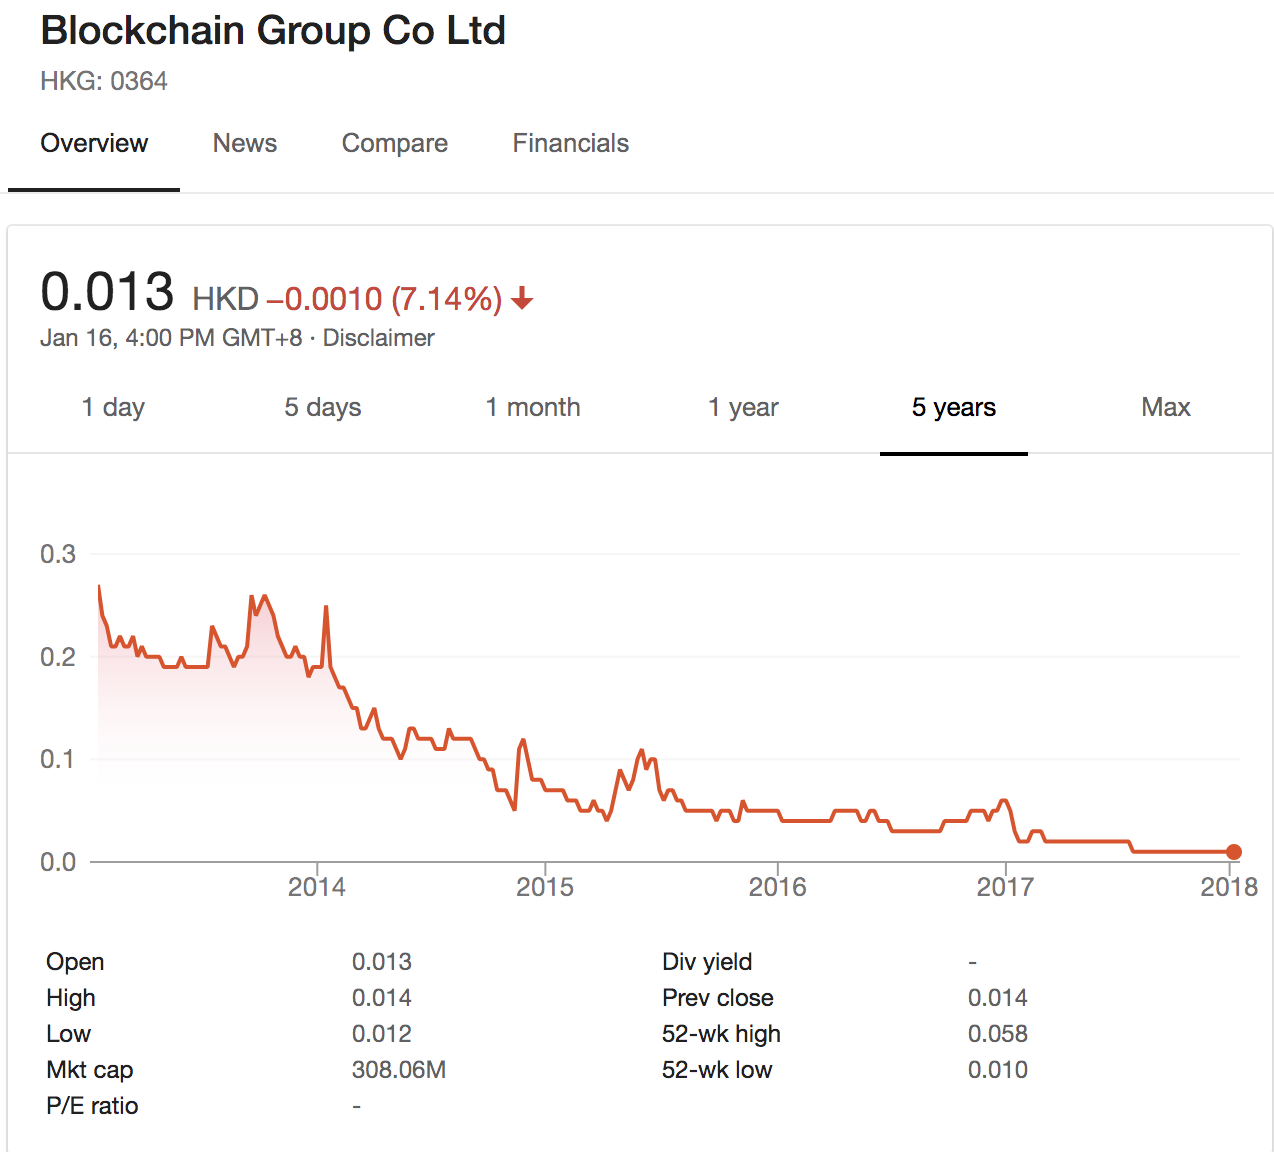 Blockchain Group Co Ltd
HKG: 0364
Overview News Compare Financials
0.013 HKD −0.0010 (7.14%)
Jan 16, 4:00 PM GMT+8 · Disclaimer
1 day 5 days 1 month 1 year 5 years Max
0.3
0.2
0.1
0.0
2014 2015 2016 2017 2018
Open 0.013 Div yield -
High 0.014 Prev close 0.014
Low 0.012 52-wk high 0.058
Mkt cap 308.06M 52-wk low 0.010
P/E ratio -